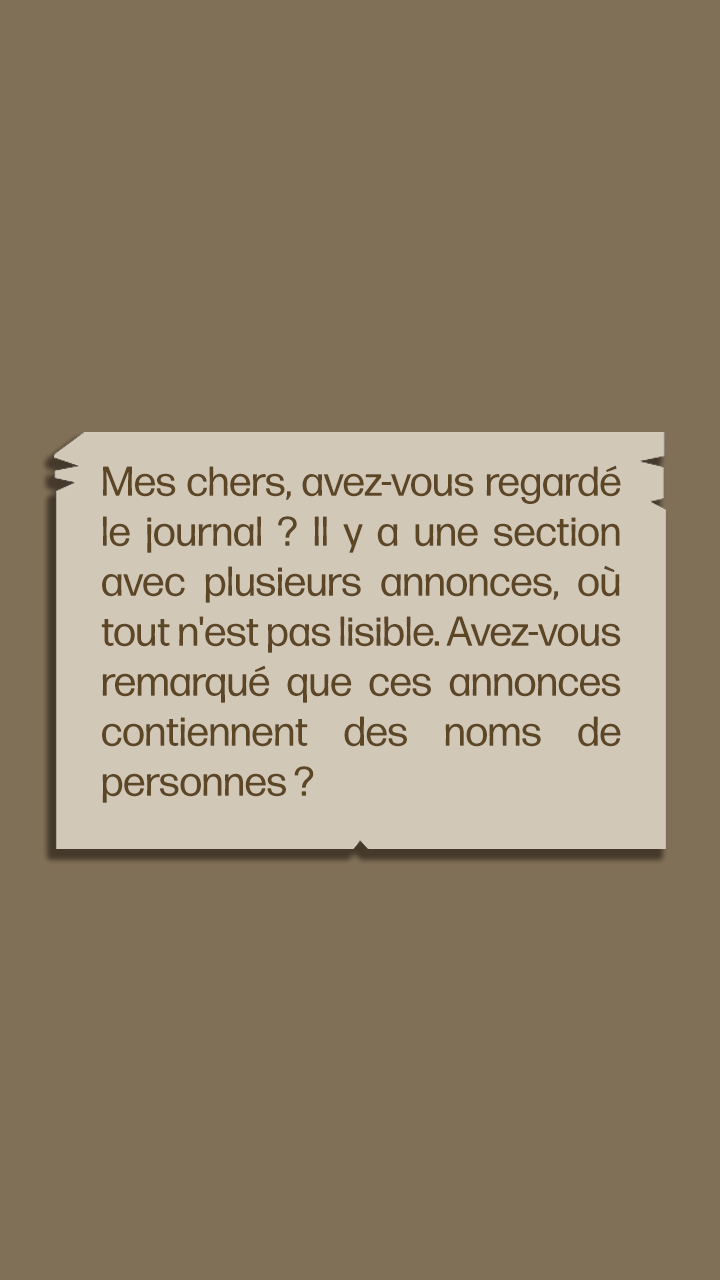 Mes chers, avez-vous regardé
le journal ? Il y a une section
avec plusieurs annonces, où
tout n'est pas lisible. Avez-vous
remarqué que ces annonces
contiennent des noms de
personnes ?